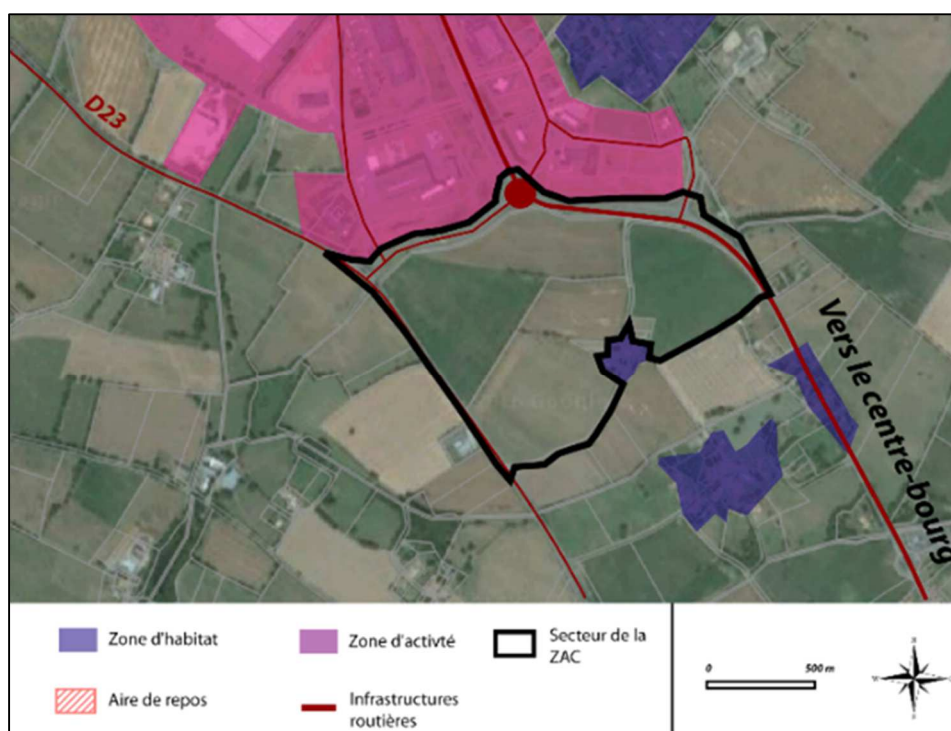 D23
Vers le centre-bourg
Zone d'habitat
Zone d'activté
Secteur de la
ZAC
Aire de repos
Infrastructures
routières
0
500 m